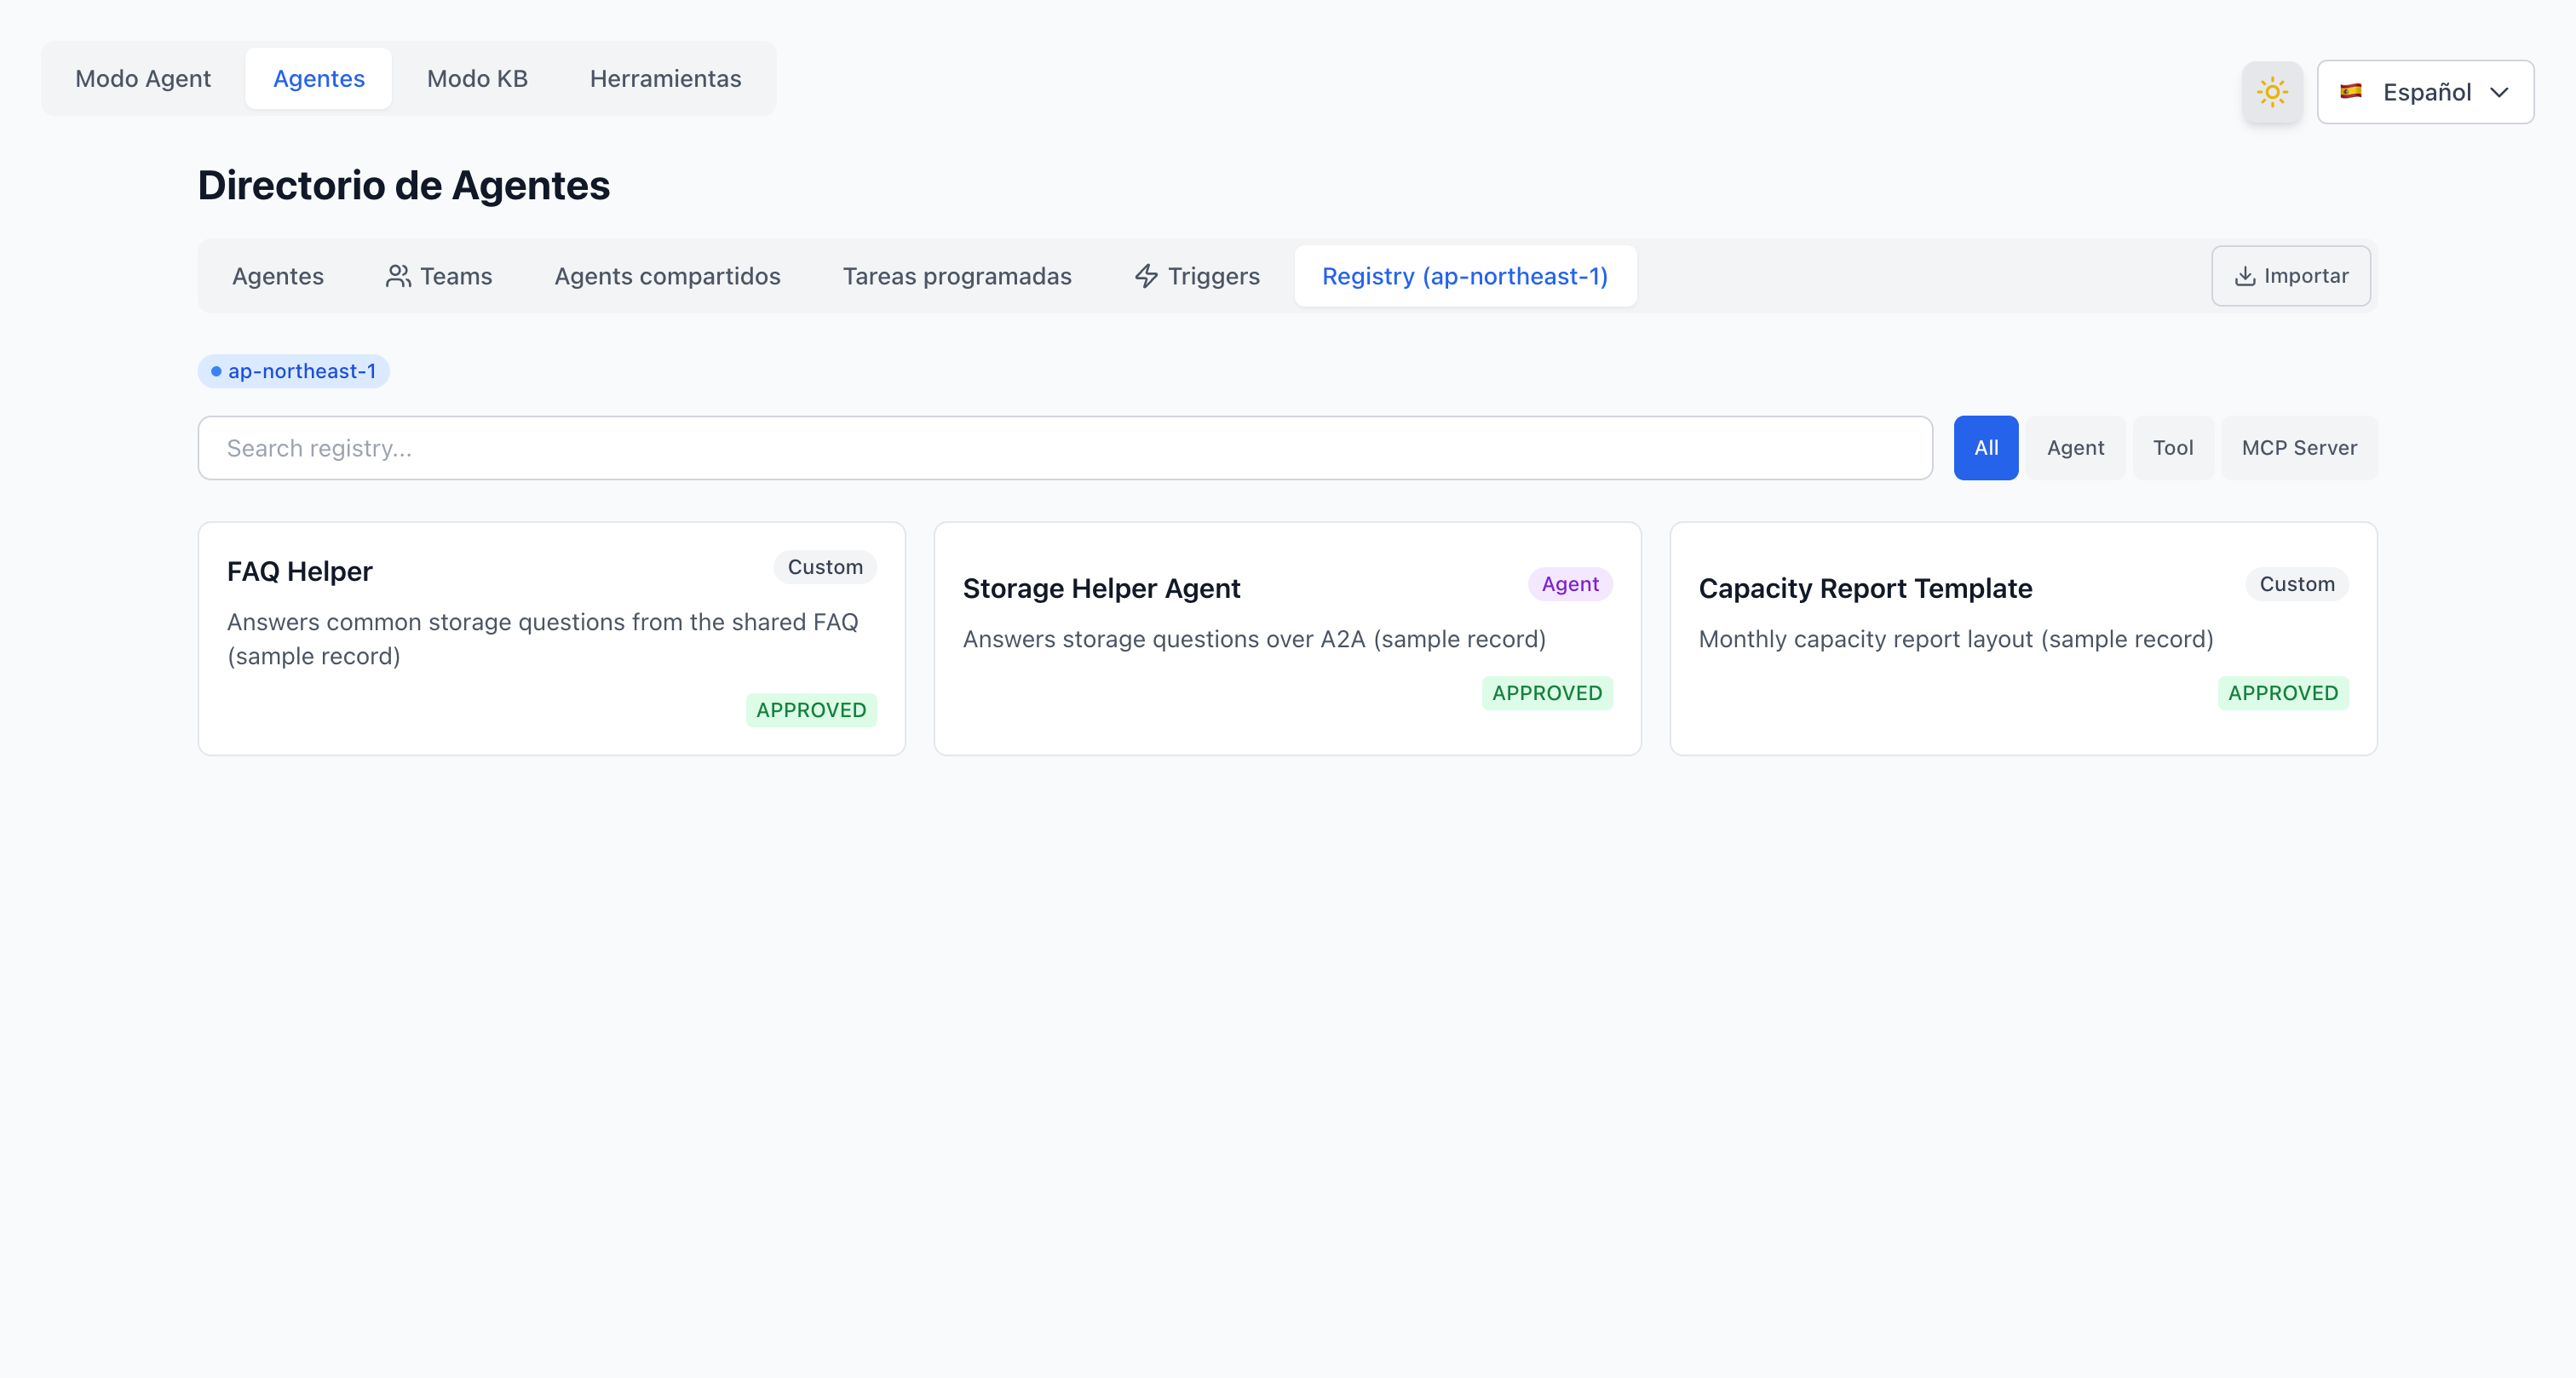 Modo Agent
Agentes
Modo KB
Herramientas
Español
Directorio de Agentes
Agentes
Teams
Agents compartidos
Tareas programadas
Triggers
Registry (ap-northeast-1)
Importar
ap-northeast-1
Search registry...
All
Agent
Tool
MCP Server
FAQ Helper
Custom
Answers common storage questions from the shared FAQ
(sample record)
APPROVED
Storage Helper Agent
Agent
Answers storage questions over A2A (sample record)
APPROVED
Capacity Report Template
Custom
Monthly capacity report layout (sample record)
APPROVED